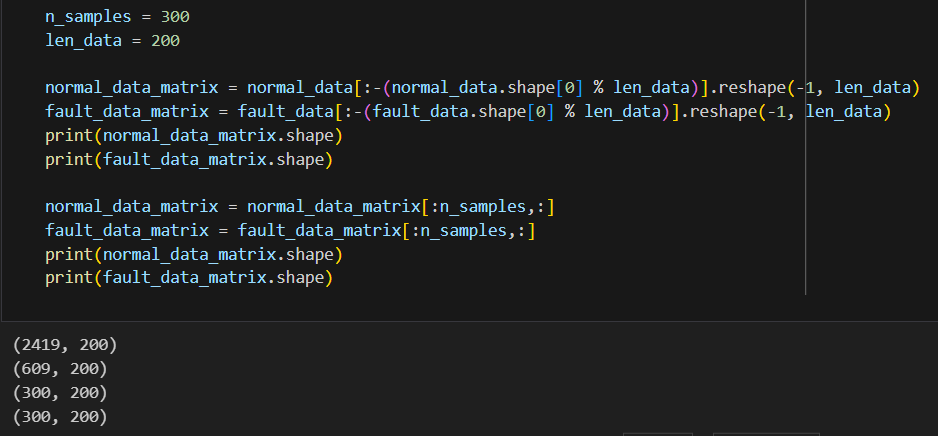 n_samples = 300
len_data = 200
normal_data_matrix = normal_data[:-(normal_data.shape[0] % len_data)].reshape(-1, len_data)
fault_data_matrix = fault_data[:-(fault_data.shape[0] % len_data)].reshape(-1, len_data)
print(normal_data_matrix.shape)
print(fault_data_matrix.shape)
normal_data_matrix = normal_data_matrix[:n_samples,:]
fault_data_matrix = fault_data_matrix[:n_samples,:]
print(normal_data_matrix.shape)
print(fault_data_matrix.shape)
(2419, 200)
(609, 200)
(300, 200)
(300, 200)